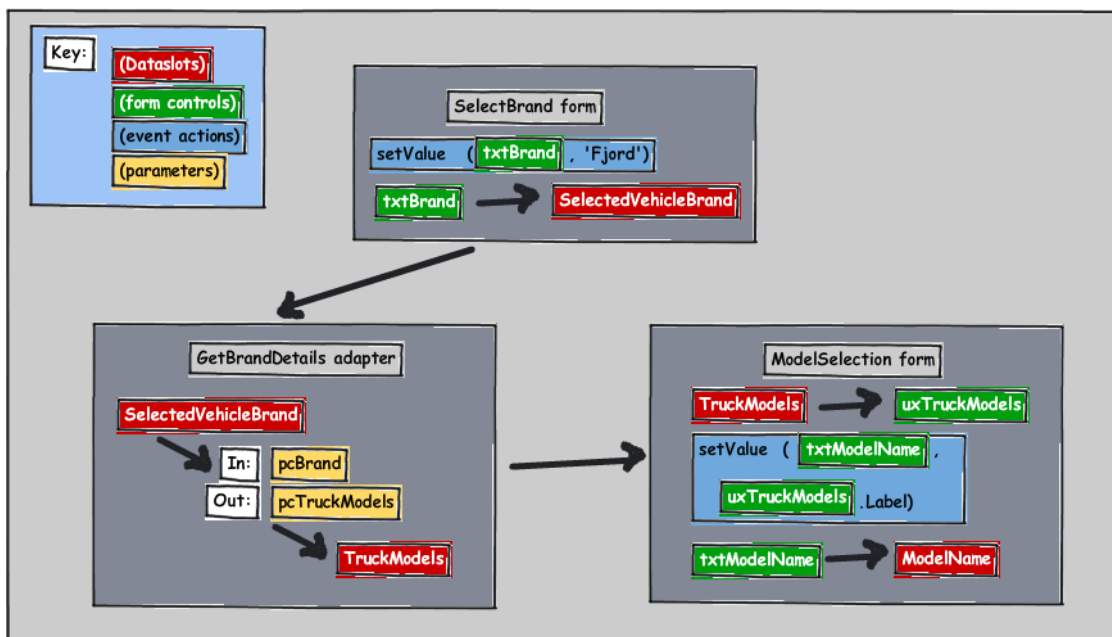 Key:
(Dataslots)
(form controls)
(event actions)
(parameters)
SelectBrand form
setValue ( txtBrand , 'Fjord')
txtBrand SelectedVehicleBrand
GetBrandDetails adapter
SelectedVehicleBrand
In: pcBrand
Out: pcTruckModels
TruckModels
ModelSelection form
TruckModels uxTruckModels
setValue ( txtModelName ,
uxTruckModels .Label)
txtModelName ModelName